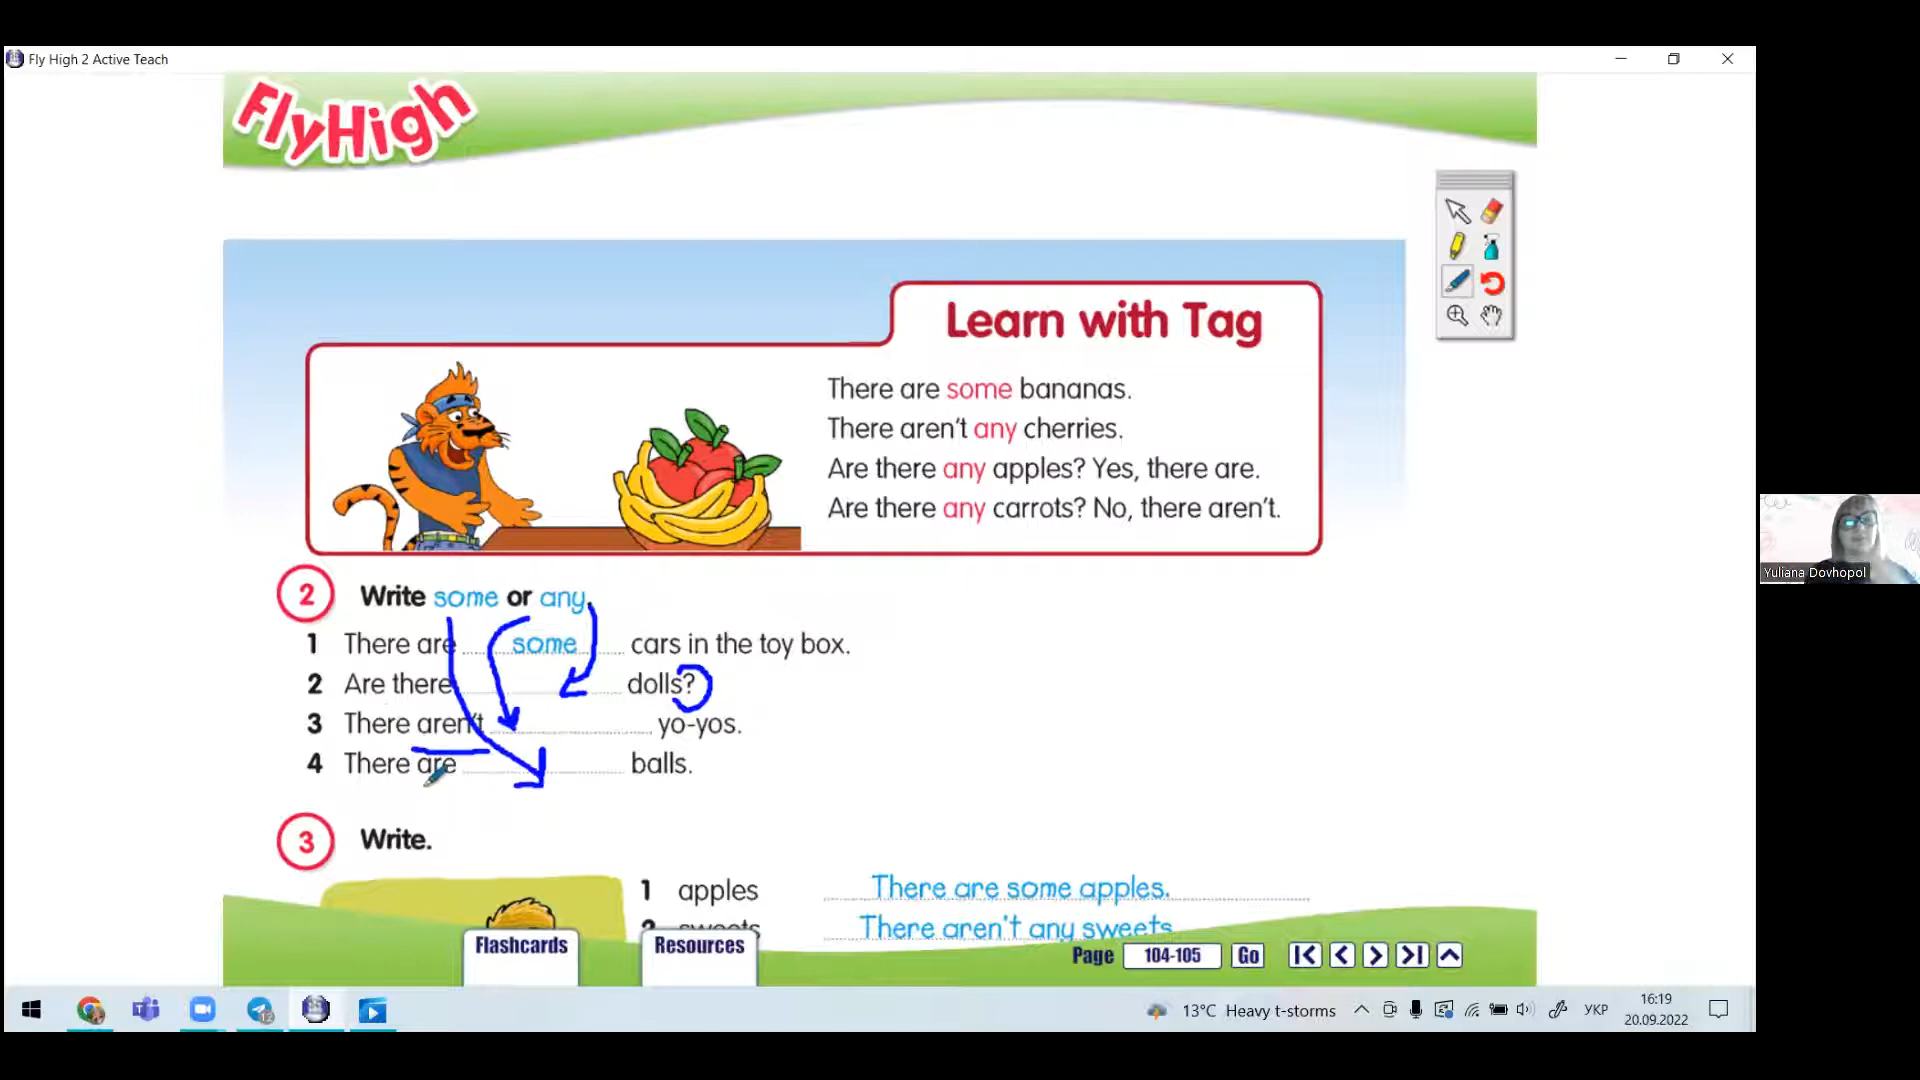 Fly High 2 Active Teach
FlyHigh
Learn with Tag
There are some bananas.
There aren't any cherries.
Are there any apples? Yes, there are.
Are there any carrots? No, there aren't.
2 Write some or any.
1 There are some cars in the toy box.
2 Are there dolls?
3 There aren't yo-yos.
4 There are balls.
3 Write.
1 apples There are some apples.
2 sweets There aren't any sweets.
Flashcards
Resources
Page 104-105 Go
Yuliana Dovhopol
12
13°C Heavy t-storms
УКР
16:19
20.09.2022